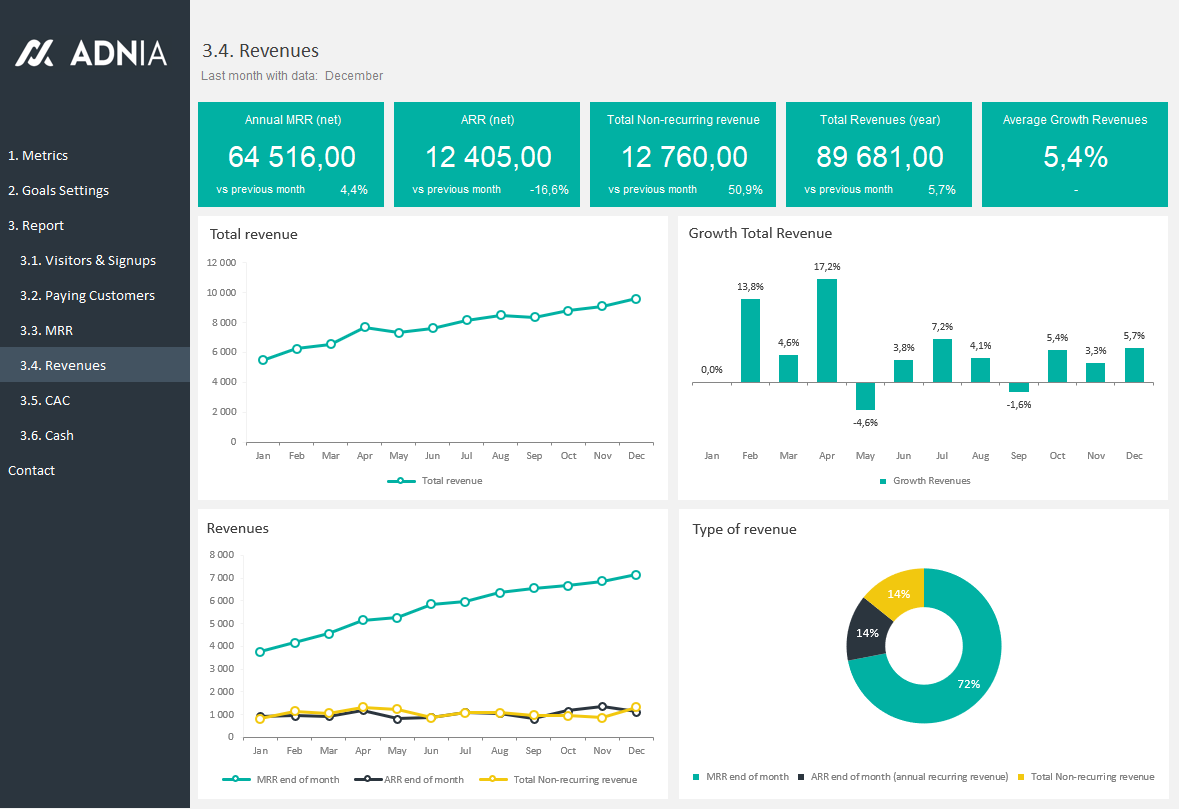 ADNIA
1. Metrics
2. Goals Settings
3. Report
3.1. Visitors & Signups
3.2. Paying Customers
3.3. MRR
3.4. Revenues
3.5. CAC
3.6. Cash
Contact
3.4. Revenues
Last month with data: December
Annual MRR (net)
64 516,00
vs previous month 4,4%
ARR (net)
12 405,00
vs previous month -16,6%
Total Non-recurring revenue
12 760,00
vs previous month 50,9%
Total Revenues (year)
89 681,00
vs previous month 5,7%
Average Growth Revenues
5,4%
-
Total revenue
12 000
10 000
8 000
6 000
4 000
2 000
0
Jan Feb Mar Apr May Jun Jul Aug Sep Oct Nov Dec
Total revenue
Growth Total Revenue
0,0% 13,8% 4,6% 17,2% -4,6% 3,8% 7,2% 4,1% -1,6% 5,4% 3,3% 5,7%
Jan Feb Mar Apr May Jun Jul Aug Sep Oct Nov Dec
Growth Revenues
Revenues
8 000
7 000
6 000
5 000
4 000
3 000
2 000
1 000
0
Jan Feb Mar Apr May Jun Jul Aug Sep Oct Nov Dec
MRR end of month ARR end of month Total Non-recurring revenue
Type of revenue
14%
14%
72%
MRR end of month ARR end of month (annual recurring revenue) Total Non-recurring revenue